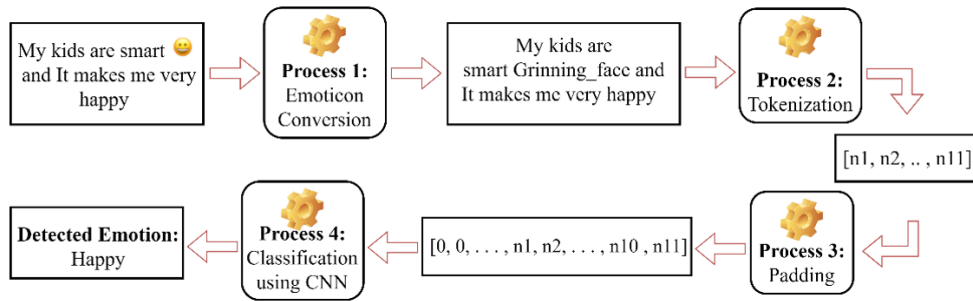 My kids are smart 😀
and It makes me very
happy
Process 1:
Emoticon
Conversion
My kids are
smart Grinning_face and
It makes me very happy
Process 2:
Tokenization
[n1, n2, .. , n11]
Process 3:
Padding
[0, 0, . . . , n1, n2, . . . , n10 , n11]
Process 4:
Classification
using CNN
Detected Emotion:
Happy